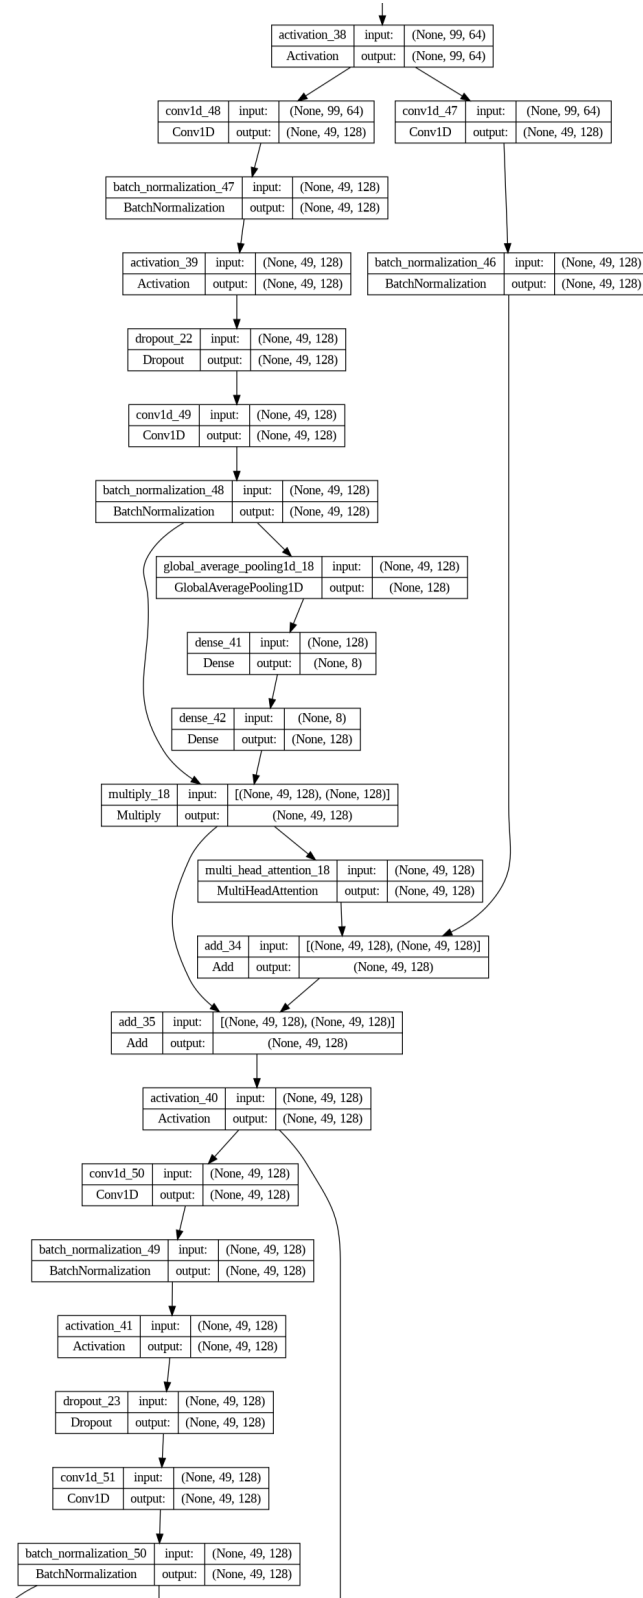 activation_38 input: (None, 99, 64)
Activation output: (None, 99, 64)
conv1d_48 input: (None, 99, 64)
Conv1D output: (None, 49, 128)
conv1d_47 input: (None, 99, 64)
Conv1D output: (None, 49, 128)
batch_normalization_47 input: (None, 49, 128)
BatchNormalization output: (None, 49, 128)
activation_39 input: (None, 49, 128)
Activation output: (None, 49, 128)
batch_normalization_46 input: (None, 49, 128)
BatchNormalization output: (None, 49, 128)
dropout_22 input: (None, 49, 128)
Dropout output: (None, 49, 128)
conv1d_49 input: (None, 49, 128)
Conv1D output: (None, 49, 128)
batch_normalization_48 input: (None, 49, 128)
BatchNormalization output: (None, 49, 128)
global_average_pooling1d_18 input: (None, 49, 128)
GlobalAveragePooling1D output: (None, 128)
dense_41 input: (None, 128)
Dense output: (None, 8)
dense_42 input: (None, 8)
Dense output: (None, 128)
multiply_18 input: [(None, 49, 128), (None, 128)]
Multiply output: (None, 49, 128)
multi_head_attention_18 input: (None, 49, 128)
MultiHeadAttention output: (None, 49, 128)
add_34 input: [(None, 49, 128), (None, 49, 128)]
Add output: (None, 49, 128)
add_35 input: [(None, 49, 128), (None, 49, 128)]
Add output: (None, 49, 128)
activation_40 input: (None, 49, 128)
Activation output: (None, 49, 128)
conv1d_50 input: (None, 49, 128)
Conv1D output: (None, 49, 128)
batch_normalization_49 input: (None, 49, 128)
BatchNormalization output: (None, 49, 128)
activation_41 input: (None, 49, 128)
Activation output: (None, 49, 128)
dropout_23 input: (None, 49, 128)
Dropout output: (None, 49, 128)
conv1d_51 input: (None, 49, 128)
Conv1D output: (None, 49, 128)
batch_normalization_50 input: (None, 49, 128)
BatchNormalization output: (None, 49, 128)